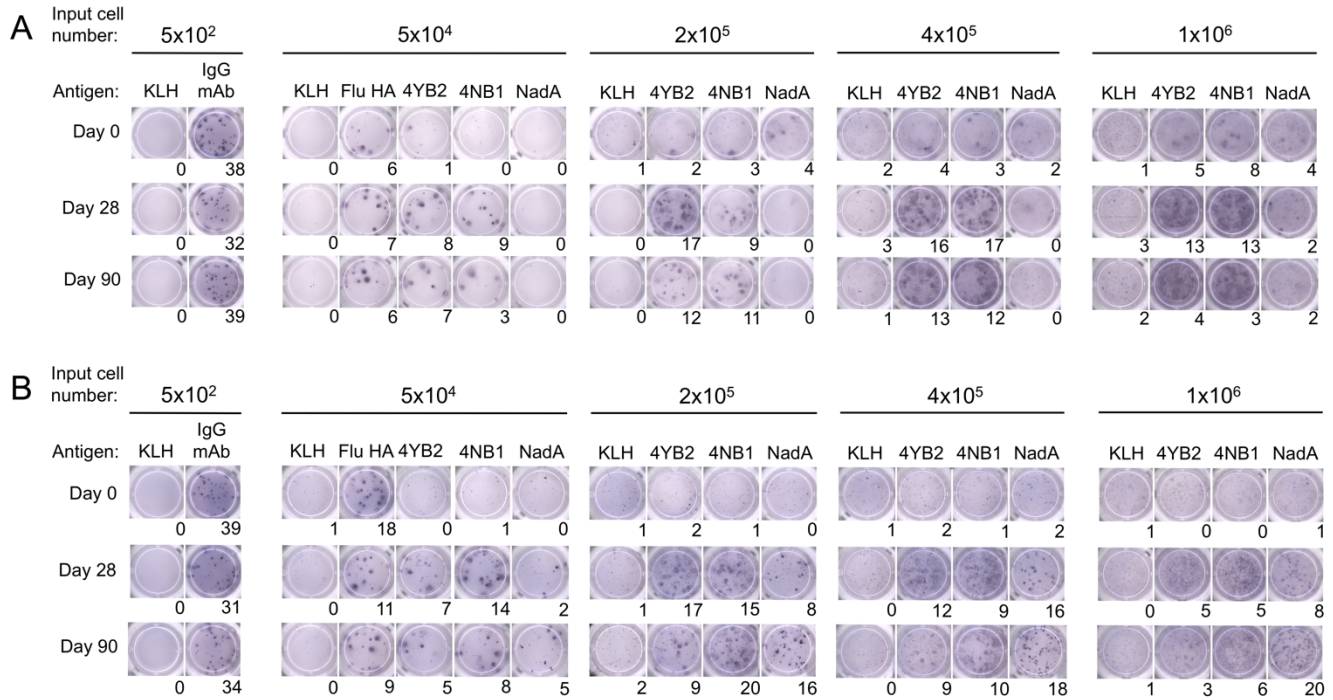 A
Input cell number: 5x10² 5x10⁴ 2x10⁵ 4x10⁵ 1x10⁶
Antigen: KLH IgG mAb KLH Flu HA 4YB2 4NB1 NadA KLH 4YB2 4NB1 NadA KLH 4YB2 4NB1 NadA KLH 4YB2 4NB1 NadA
Day 0
0 38 0 6 1 0 0 1 2 3 4 2 4 3 2 1 5 8 4
Day 28
0 32 0 7 8 9 0 0 17 9 0 3 16 17 0 3 13 13 2
Day 90
0 39 0 6 7 3 0 0 12 11 0 1 13 12 0 2 4 3 2
B
Input cell number: 5x10² 5x10⁴ 2x10⁵ 4x10⁵ 1x10⁶
Antigen: KLH IgG mAb KLH Flu HA 4YB2 4NB1 NadA KLH 4YB2 4NB1 NadA KLH 4YB2 4NB1 NadA KLH 4YB2 4NB1 NadA
Day 0
0 39 1 18 0 1 0 1 2 1 0 1 2 1 2 1 0 0 1
Day 28
0 31 0 11 7 14 2 1 17 15 8 0 12 9 16 0 5 5 8
Day 90
0 34 0 9 5 8 5 2 9 20 16 0 9 10 18 1 3 6 20